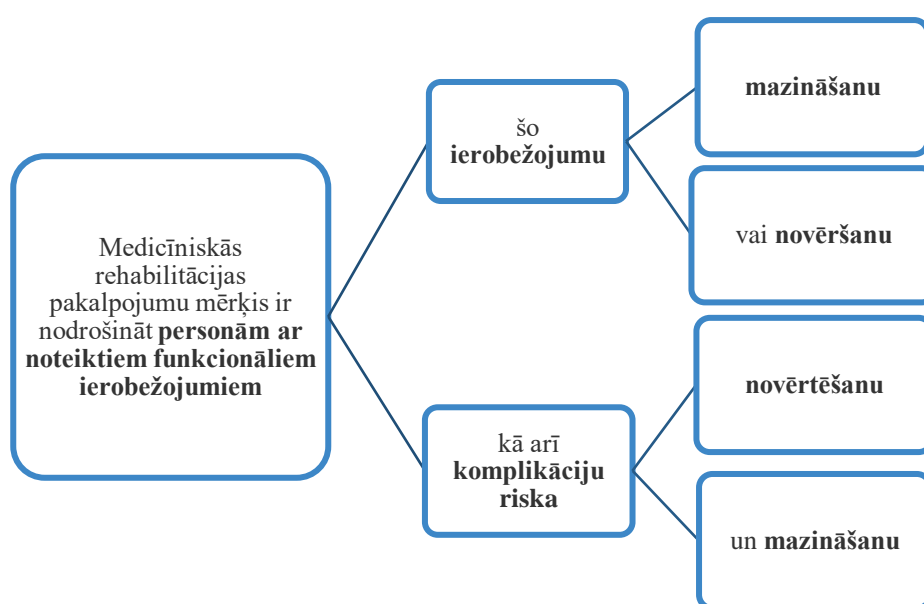 Medicīniskās
rehabilitācijas
pakalpojumu mērķis ir
nodrošināt personām ar
noteiktiem funkcionāliem
ierobežojumiem
šo
ierobežojumu
mazināšanu
vai novēršanu
kā arī
komplikāciju
riska
novērtēšanu
un mazināšanu